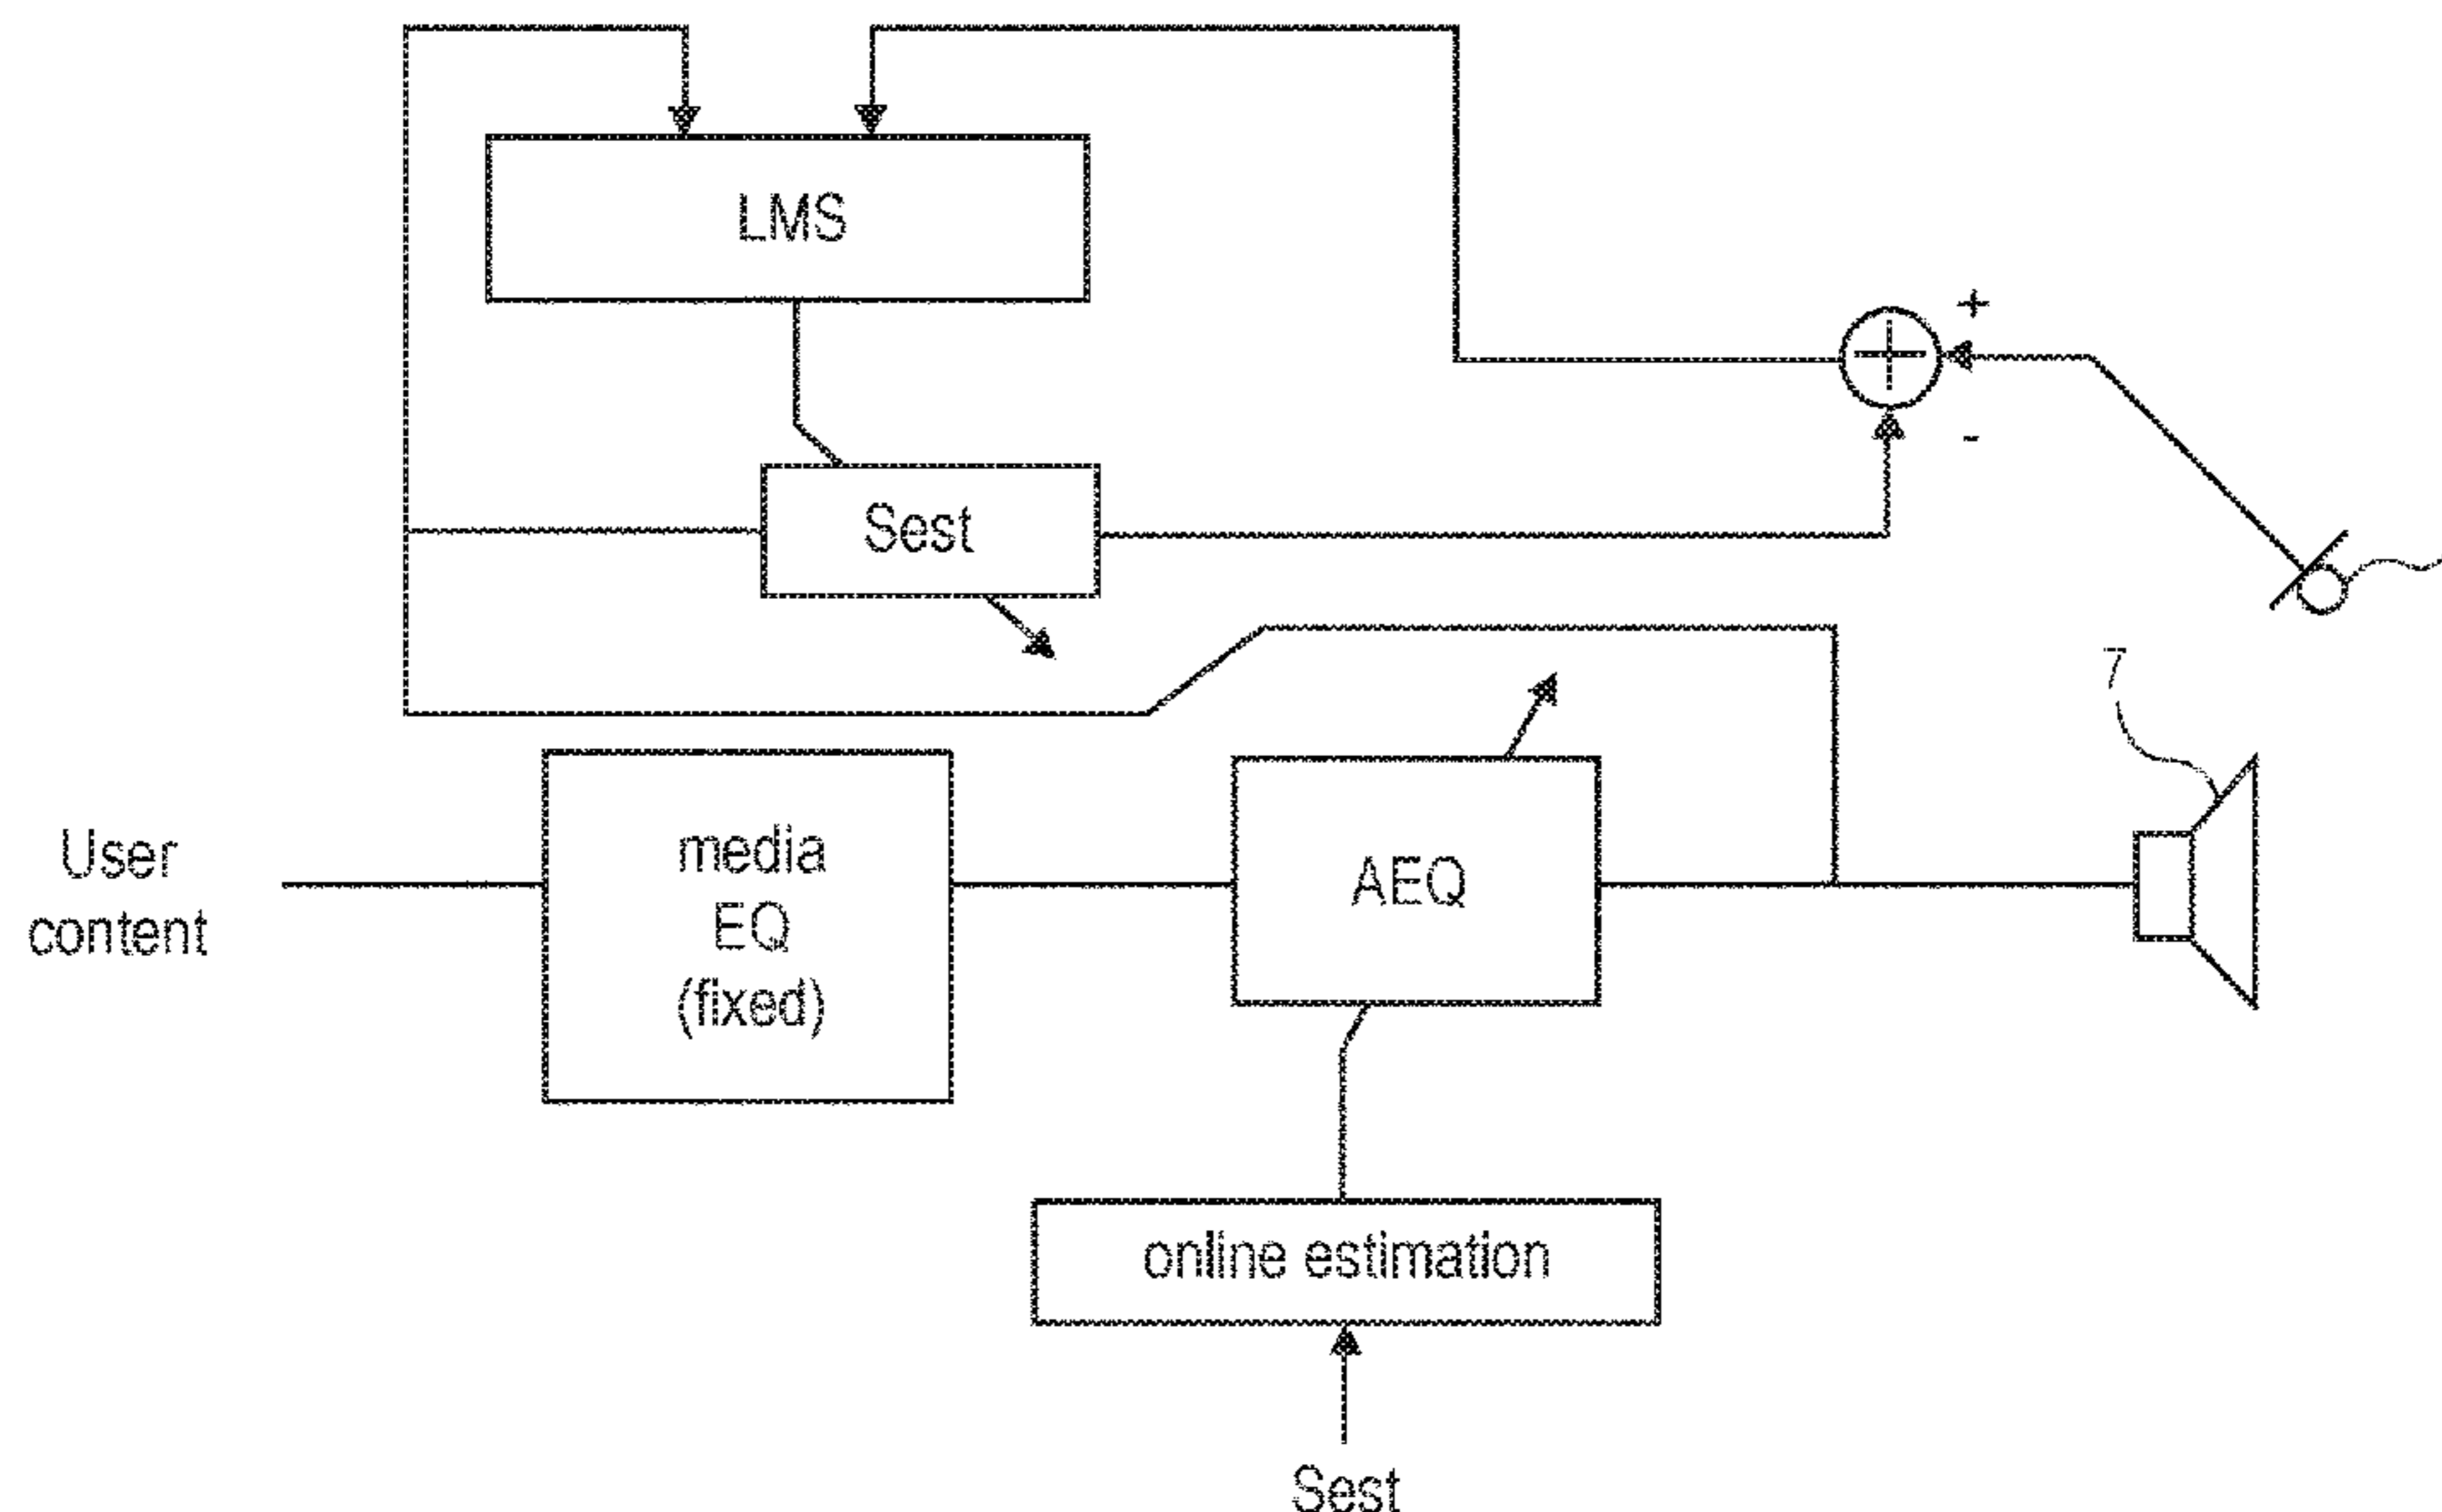 LMS
+
-
Sest
7
User
content
media
EQ
(fixed)
AEQ
online estimation
Sest